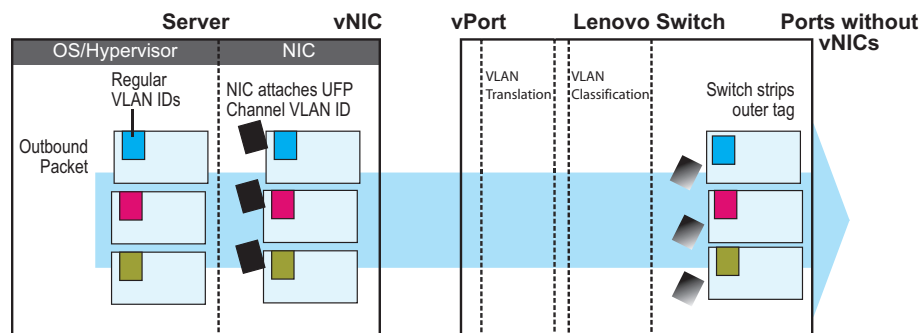 Server
vNIC
vPort
Lenovo Switch
Ports without
vNICs
OS/Hypervisor
NIC
Regular
VLAN IDs
NIC attaches UFP
Channel VLAN ID
VLAN
Translation
VLAN
Classification
Switch strips
outer tag
Outbound
Packet